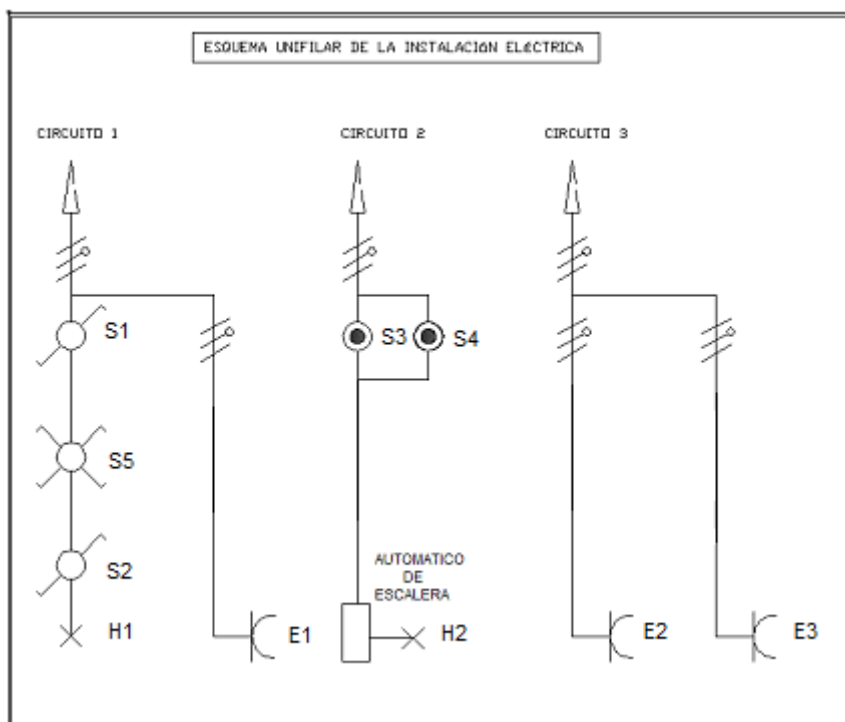 ESQUEMA UNIFILAR DE LA INSTALACIóN ELéCTRICA
CIRCUITO 1
CIRCUITO 2
CIRCUITO 3
S1
S3
S4
S5
S2
AUTOMATICO
DE
ESCALERA
H1
E1
H2
E2
E3